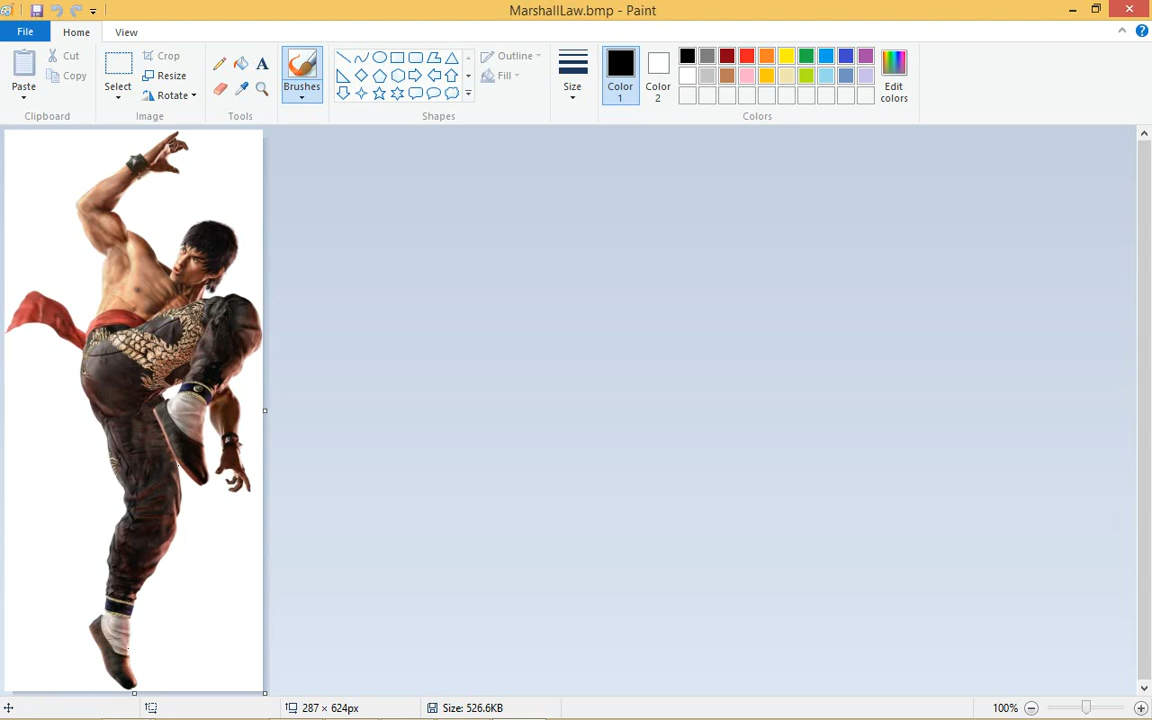 MarshallLaw.bmp - Paint
File Home View
Paste
Cut
Copy
Clipboard
Select
Crop
Resize
Rotate
Image
A
Tools
Brushes
Outline
Fill
Shapes
Size
Color 1
Color 2
Edit colors
Colors
287 × 624px
Size: 526.6KB
100%